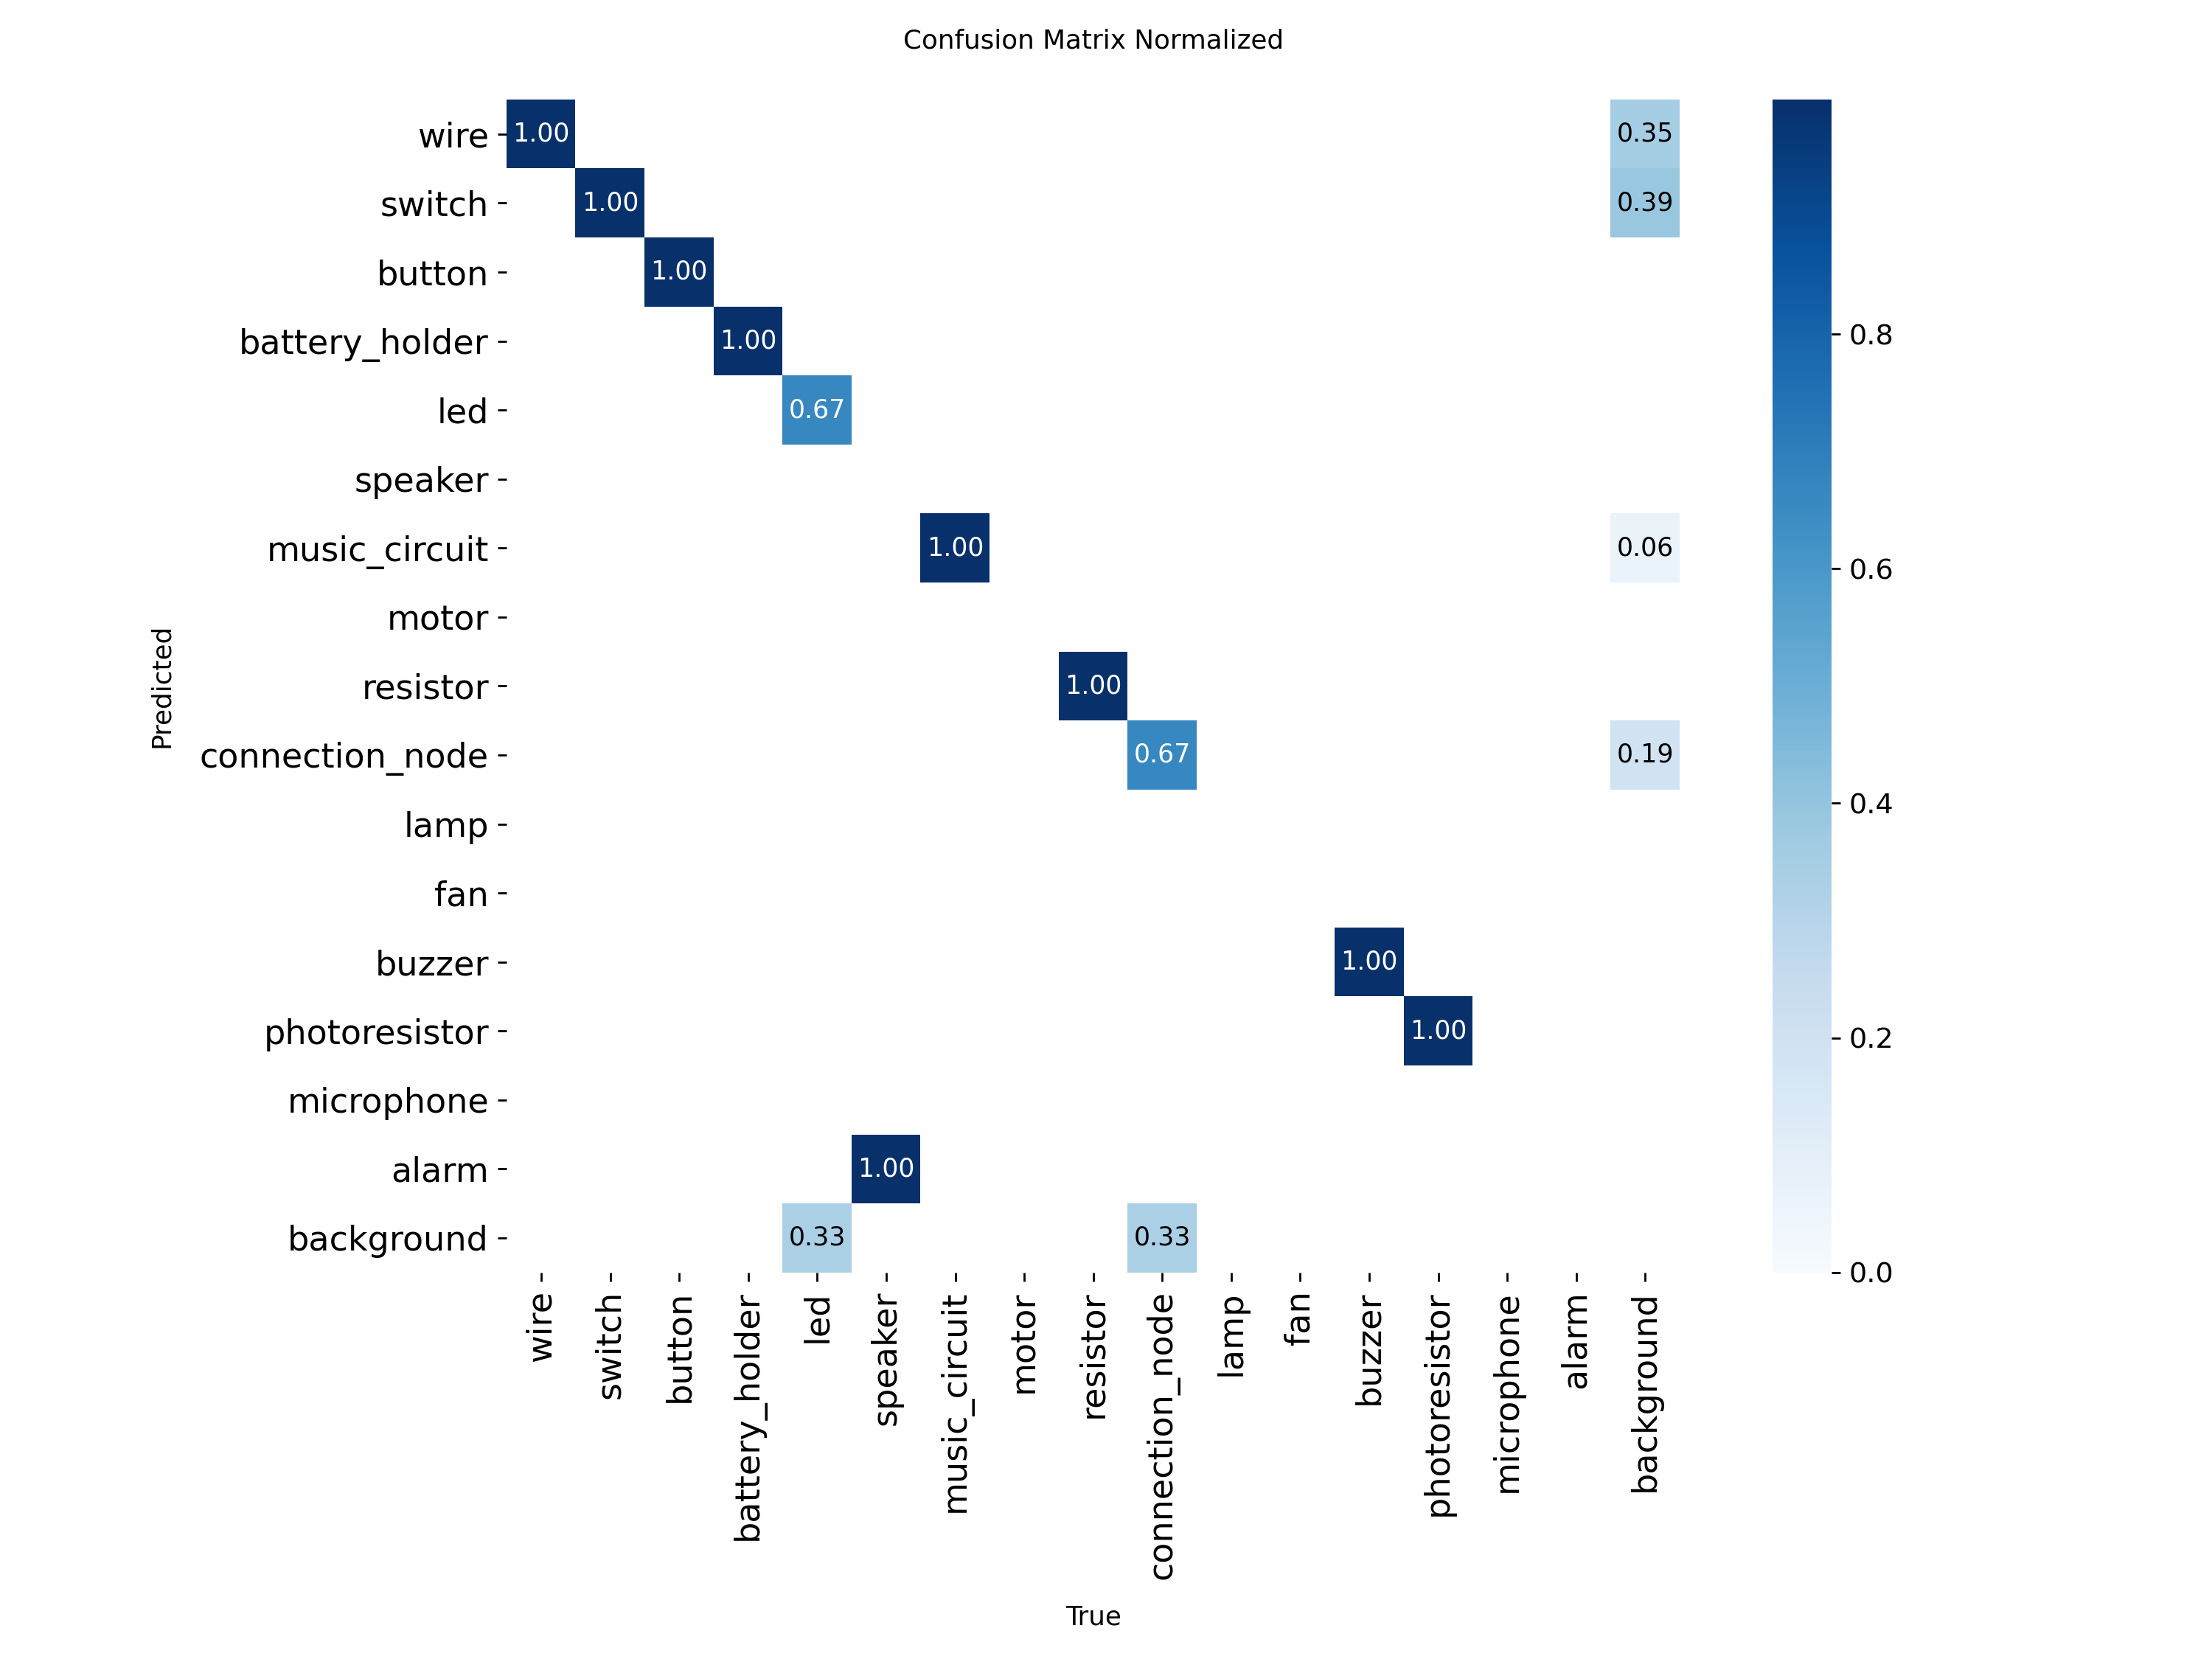 Confusion Matrix Normalized
wire 1.00 0.35
switch 1.00 0.39
button 1.00
battery_holder 1.00 0.8
led 0.67
speaker
music_circuit 1.00 0.06 0.6
motor
Predicted
resistor 1.00
connection_node 0.67 0.19
0.4
lamp
fan
buzzer 1.00
photoresistor 1.00 0.2
microphone
alarm 1.00
background 0.33 0.33
0.0
wire switch button battery_holder led speaker music_circuit motor resistor connection_node lamp fan buzzer photoresistor microphone alarm background
True